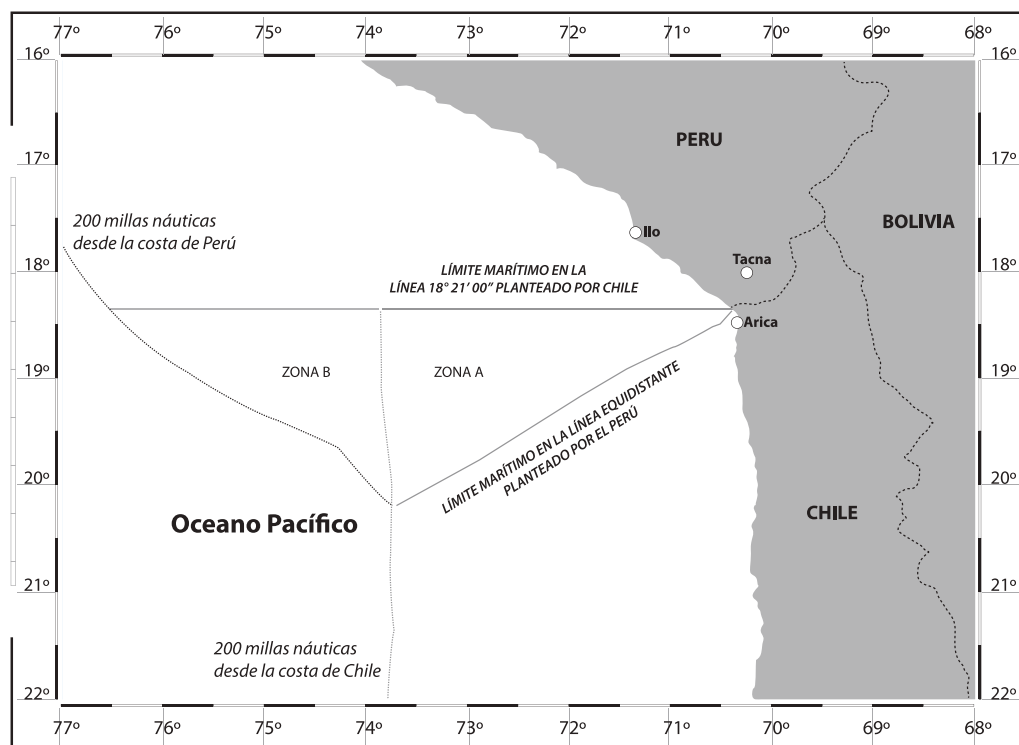 77º 76º 75º 74º 73º 72º 71º 70º 69º 68º
16º 16º
PERU
17º 17º
200 millas náuticas
desde la costa de Perú
BOLIVIA
Ilo
Tacna
18º 18º
LÍMITE MARÍTIMO EN LA
LÍNEA 18° 21’ 00” PLANTEADO POR CHILE
Arica
ZONA B ZONA A
19º 19º
LÍMITE MARÍTIMO EN LA LÍNEA EQUIDISTANTE
PLANTEADO POR EL PERÚ
20º 20º
Oceano Pacífico
CHILE
21º 21º
200 millas náuticas
desde la costa de Chile
22º 22º
77º 76º 75º 74º 73º 72º 71º 70º 69º 68º